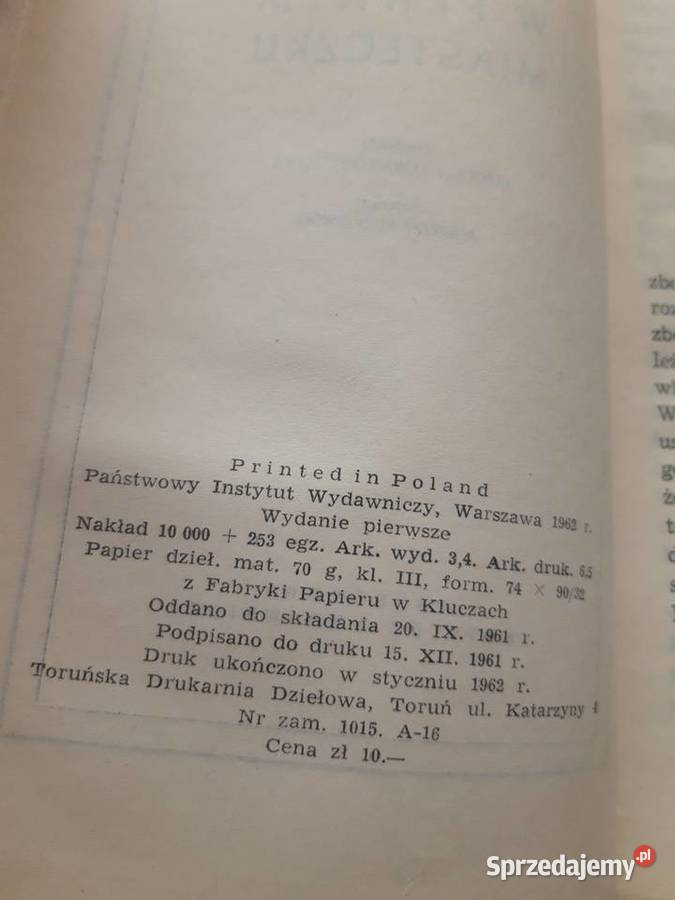 MIASTECZKU
Printed in Poland
Państwowy Instytut Wydawniczy, Warszawa 1962 r.
Wydanie pierwsze
Nakład 10 000 + 253 egz. Ark. wyd. 3,4. Ark. druk. 6,5
Papier dzieł. mat. 70 g, kl. III, form. 74 × 90/32
z Fabryki Papieru w Kluczach
Oddano do składania 20. IX. 1961 r.
Podpisano do druku 15. XII. 1961 r.
Druk ukończono w styczniu 1962 r.
Toruńska Drukarnia Dziełowa, Toruń ul. Katarzyny 4
Nr zam. 1015. A-16
Cena zł 10.—
Sprzedajemy.pl